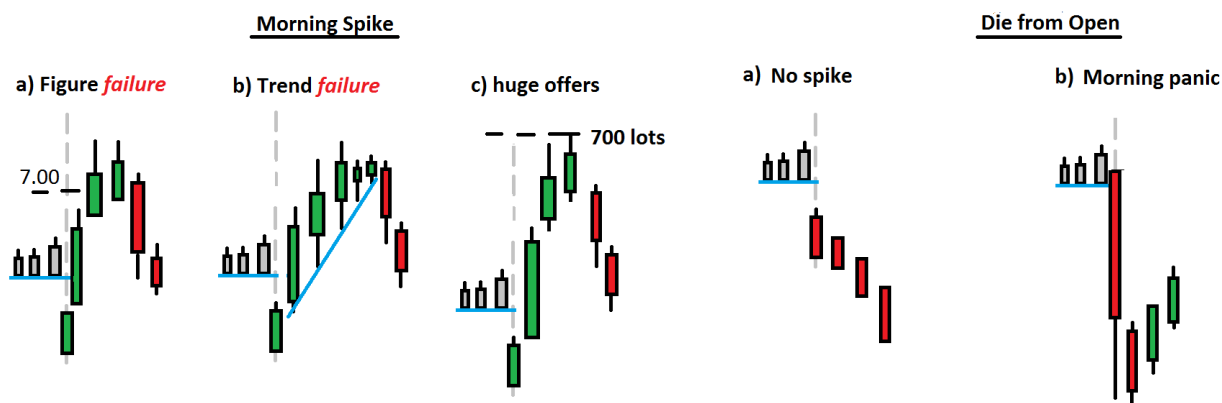 Morning Spike
Die from Open
a) Figure failure
b) Trend failure
c) huge offers
a) No spike
b) Morning panic
700 lots
7.00